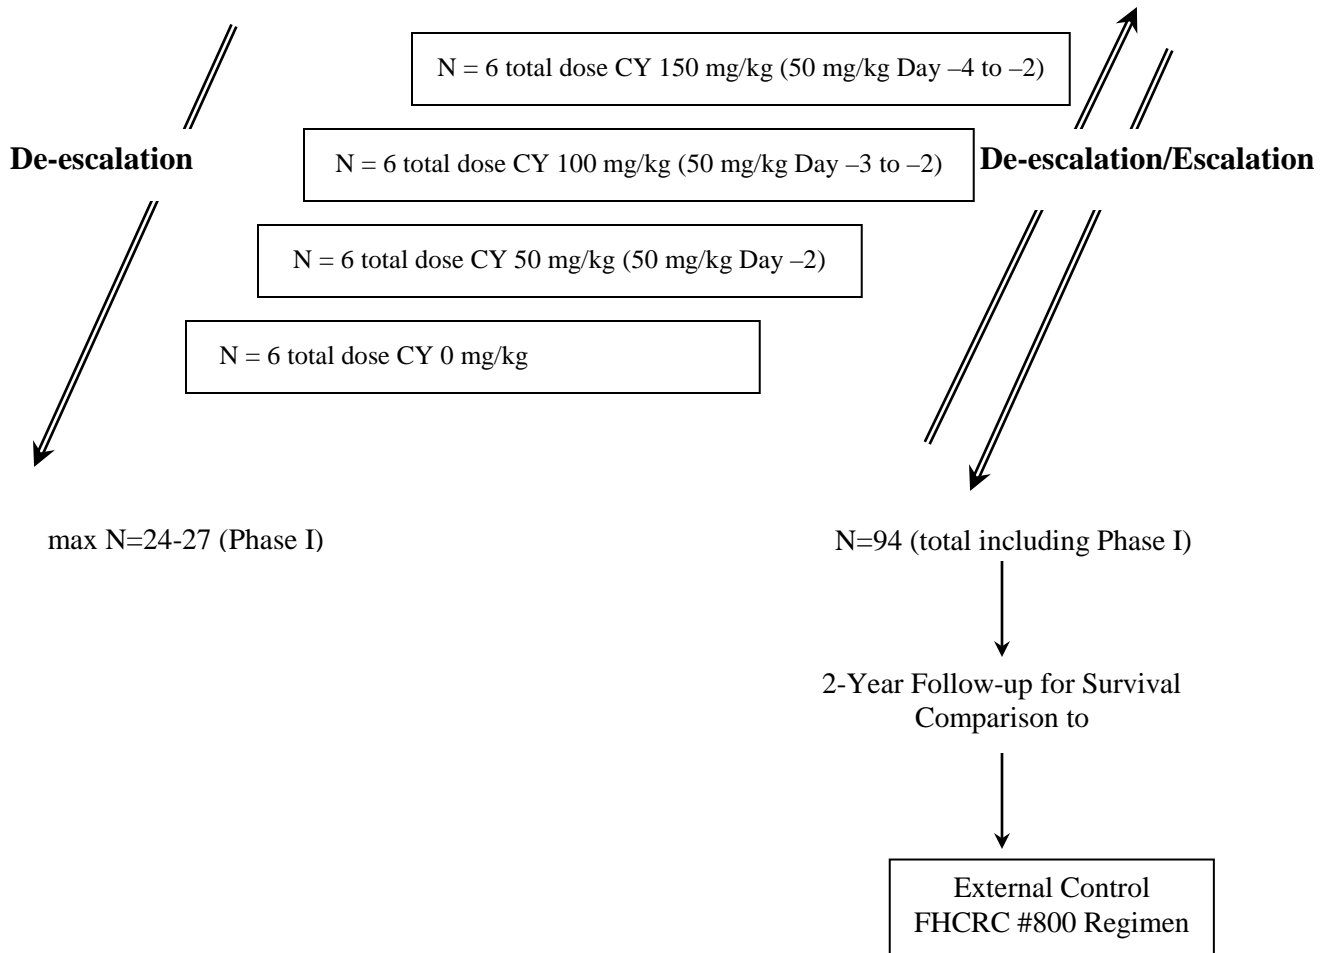 N = 6 total dose CY 150 mg/kg (50 mg/kg Day –4 to –2)
De-escalation
N = 6 total dose CY 100 mg/kg (50 mg/kg Day –3 to –2)
De-escalation/Escalation
N = 6 total dose CY 50 mg/kg (50 mg/kg Day –2)
N = 6 total dose CY 0 mg/kg
max N=24-27 (Phase I)
N=94 (total including Phase I)
2-Year Follow-up for Survival
Comparison to
External Control
FHCRC #800 Regimen